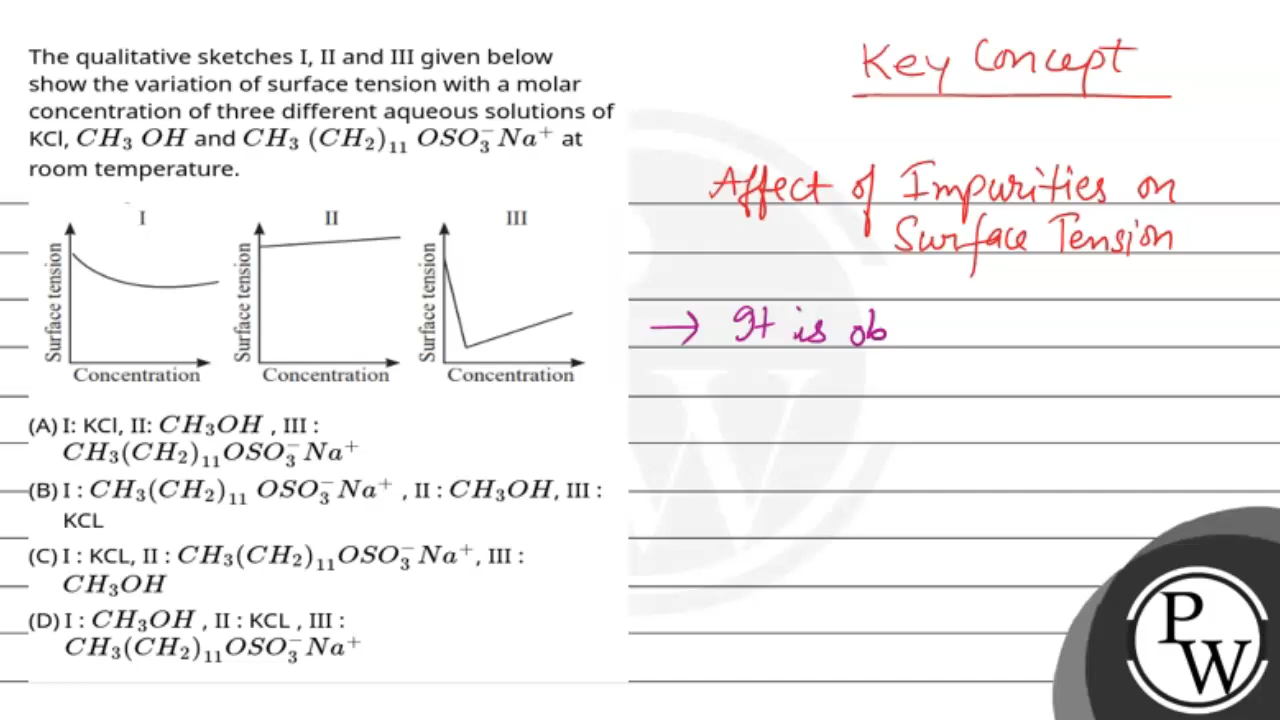 The qualitative sketches I, II and III given below
show the variation of surface tension with a molar
concentration of three different aqueous solutions of
KCl, CH₃ OH and CH₃ (CH₂)₁₁ OSO₃⁻Na⁺ at
room temperature.
I II III
Surface tension Surface tension Surface tension
Concentration Concentration Concentration
(A) I: KCl, II: CH₃OH , III :
CH₃(CH₂)₁₁OSO₃⁻Na⁺
(B) I : CH₃(CH₂)₁₁ OSO₃⁻Na⁺ , II : CH₃OH, III :
KCL
(C) I : KCL, II : CH₃(CH₂)₁₁OSO₃⁻Na⁺, III :
CH₃OH
(D) I : CH₃OH , II : KCL , III :
CH₃(CH₂)₁₁OSO₃⁻Na⁺
Key Concept
Affect of Impurities on
Surface Tension
→ It is ob
P
W